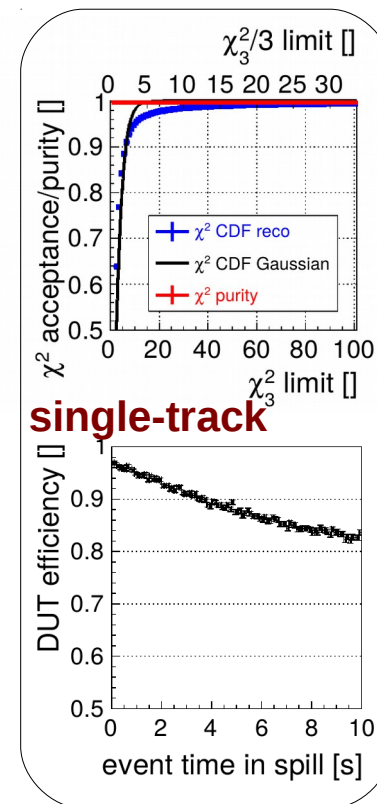 χ²₃/3 limit []
0 5 10 15 20 25 30
χ² acceptance/purity []
1
0.9
0.8
0.7
0.6
0.5
χ² CDF reco
χ² CDF Gaussian
χ² purity
0 20 40 60 80 100
χ²₃ limit []
single-track
DUT efficiency []
1
0.9
0.8
0.7
0.6
0.5
0 2 4 6 8 10
event time in spill [s]